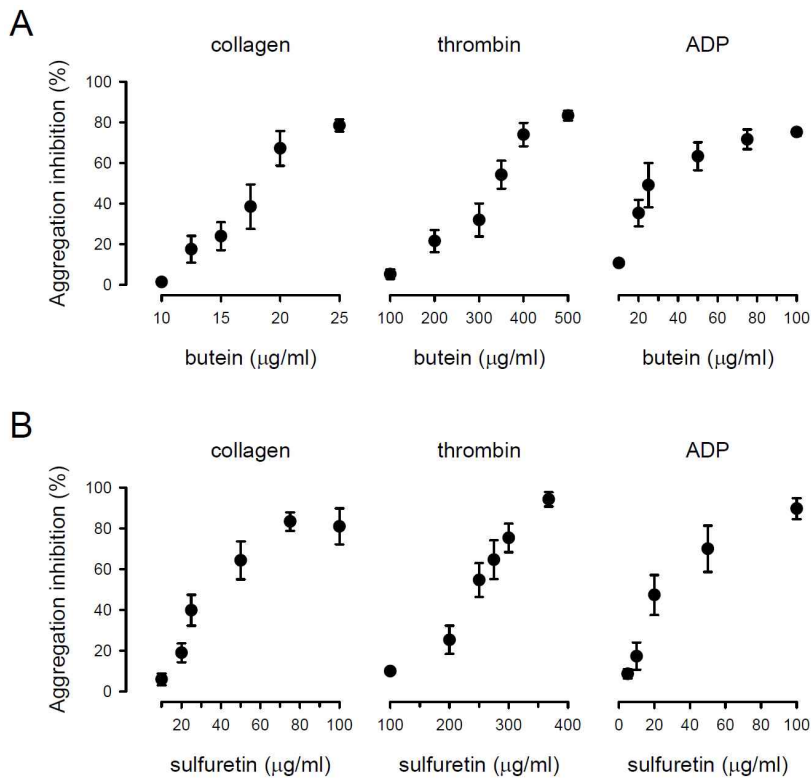 A
collagen thrombin ADP
Aggregation inhibition (%)
100
80
60
40
20
0
10 15 20 25 100 200 300 400 500 20 40 60 80 100
butein (μg/ml) butein (μg/ml) butein (μg/ml)
B
collagen thrombin ADP
Aggregation inhibition (%)
100
80
60
40
20
0
20 40 60 80 100 100 200 300 400 0 20 40 60 80 100
sulfuretin (μg/ml) sulfuretin (μg/ml) sulfuretin (μg/ml)